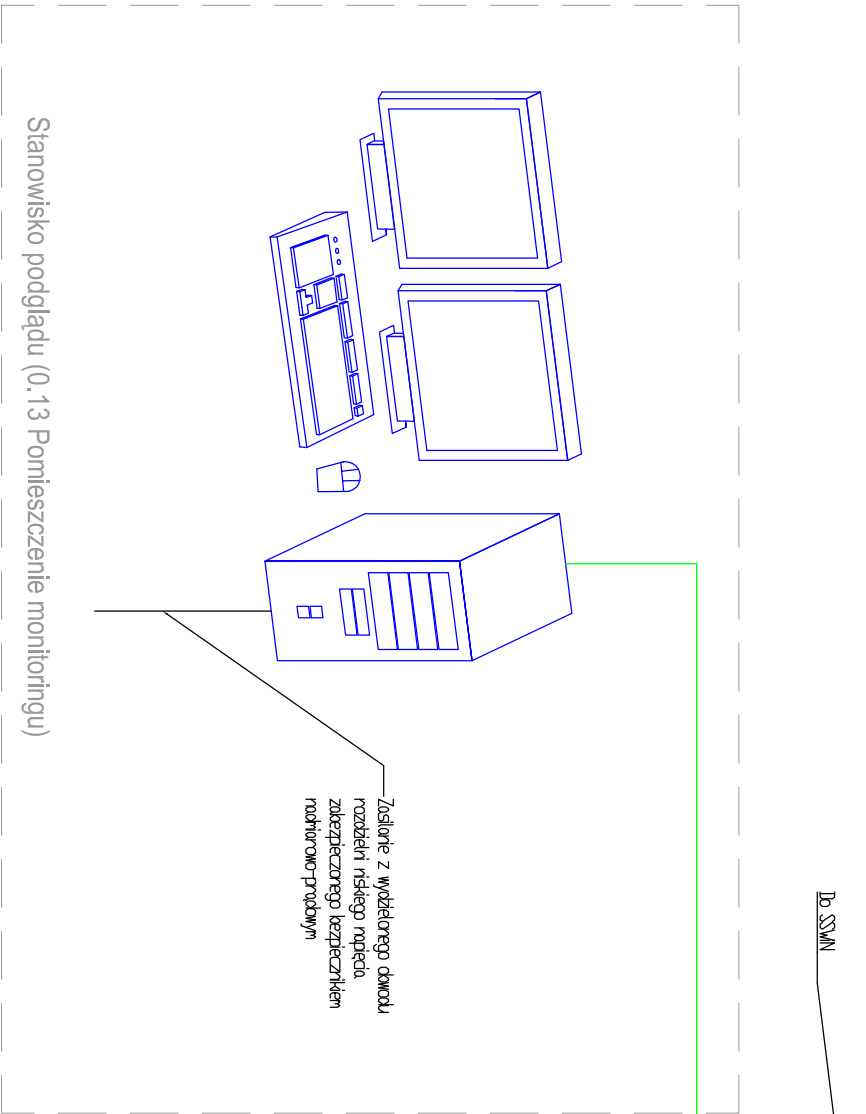 Do SSWiN
Zasilanie z wydzielonego obwodu
rozdzielni niskiego napięcia
zabezpieczonego bezpiecznikiem
nadmiarowo-prądowym
Stanowisko podglądu (0.13 Pomieszczenie monitoringu)